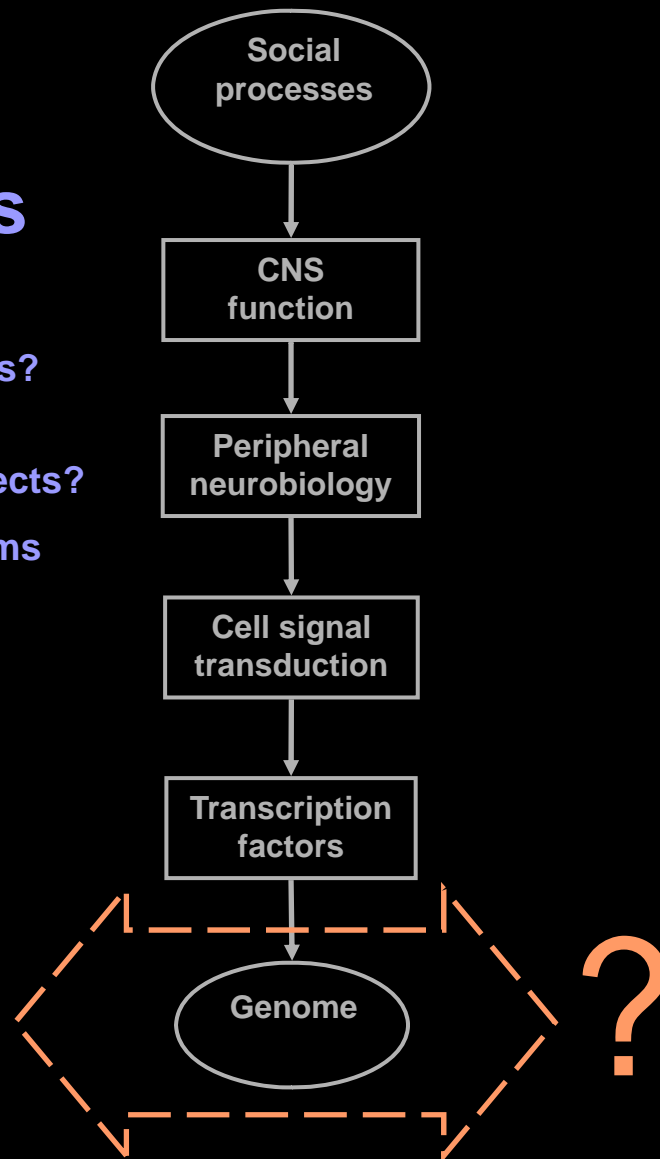 Social
processes
s
CNS
function
s?
Peripheral
neurobiology
ects?
ms
Cell signal
transduction
Transcription
factors
Genome
?